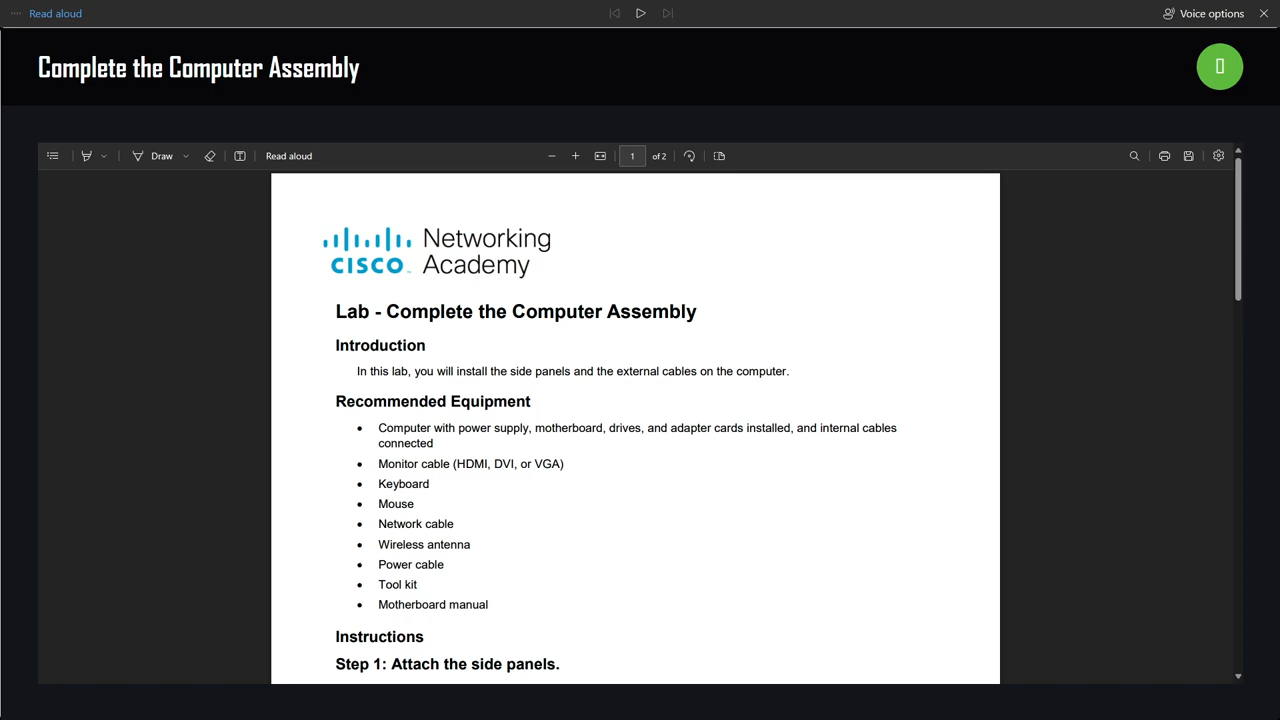 Read aloud
Voice options
Complete the Computer Assembly
Draw
Read aloud
1 of 2
Networking
CISCO Academy
Lab - Complete the Computer Assembly
Introduction
In this lab, you will install the side panels and the external cables on the computer.
Recommended Equipment
• Computer with power supply, motherboard, drives, and adapter cards installed, and internal cables
connected
• Monitor cable (HDMI, DVI, or VGA)
• Keyboard
• Mouse
• Network cable
• Wireless antenna
• Power cable
• Tool kit
• Motherboard manual
Instructions
Step 1: Attach the side panels.